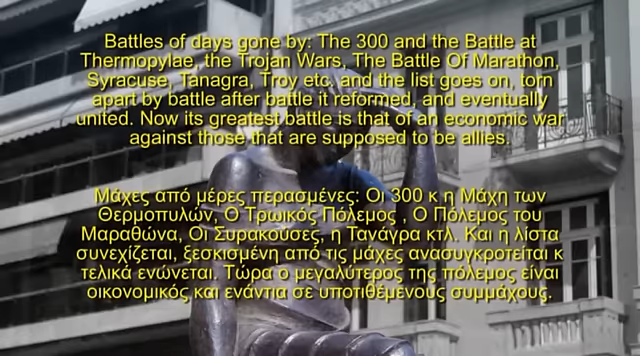 Battles of days gone by: The 300 and the Battle at
Thermopylae, the Trojan Wars, The Battle Of Marathon,
Syracuse, Tanagra, Troy etc. and the list goes on, torn
apart by battle after battle it reformed, and eventually
united. Now its greatest battle is that of an economic war
against those that are supposed to be allies.
Μάχες από μέρες περασμένες: Οι 300 κ η Μάχη των
Θερμοπυλών, Ο Τρωικός Πόλεμος , Ο Πόλεμος του
Μαραθώνα, Οι Συρακούσες, η Τανάγρα κτλ. Και η λίστα
συνεχίζεται, ξεσκισμένη από τις μάχες ανασυγκροτείται κ
τελικά ενώνεται. Τώρα ο μεγαλύτερος της πόλεμος είναι
οικονομικός και ενάντια σε υποτιθέμενους συμμάχους.